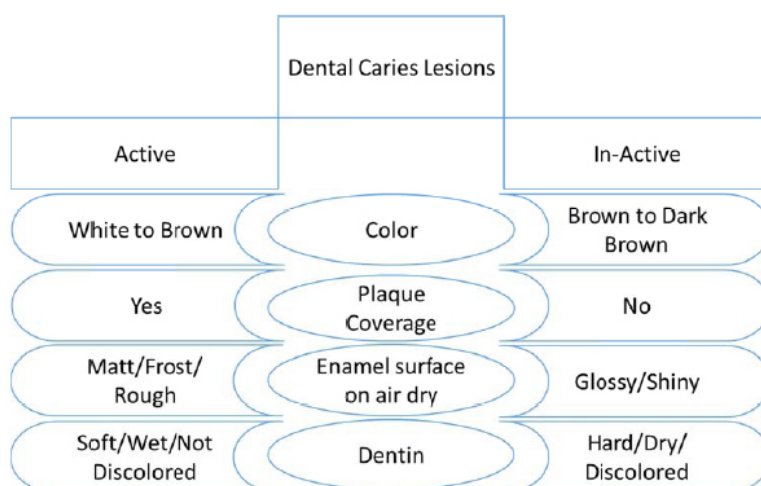 Dental Caries Lesions
Active
In-Active
White to Brown
Color
Brown to Dark
Brown
Yes
Plaque
Coverage
No
Matt/Frost/
Rough
Enamel surface
on air dry
Glossy/Shiny
Soft/Wet/Not
Discolored
Dentin
Hard/Dry/
Discolored